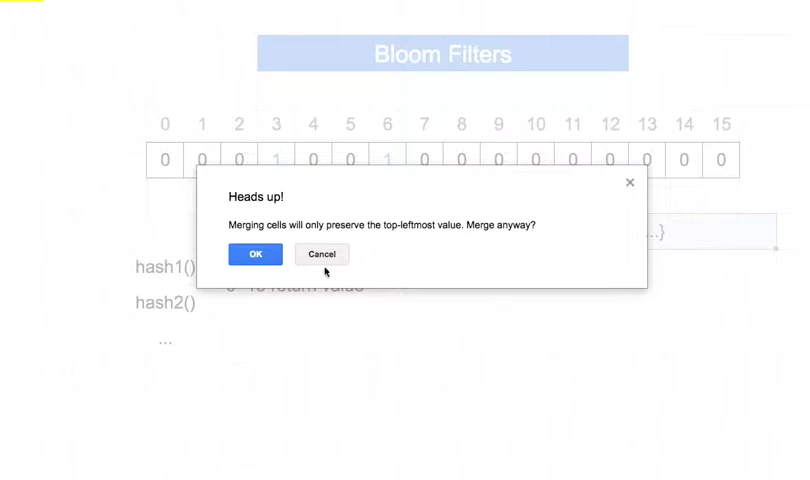 Bloom Filters
0 1 2 3 4 5 6 7 8 9 10 11 12 13 14 15
0 0 0 1 0 0 1 0 0 0 0 0 0 0 0 0
Heads up!
Merging cells will only preserve the top-leftmost value. Merge anyway?
...}
OK Cancel
hash1()
return value
hash2()
...